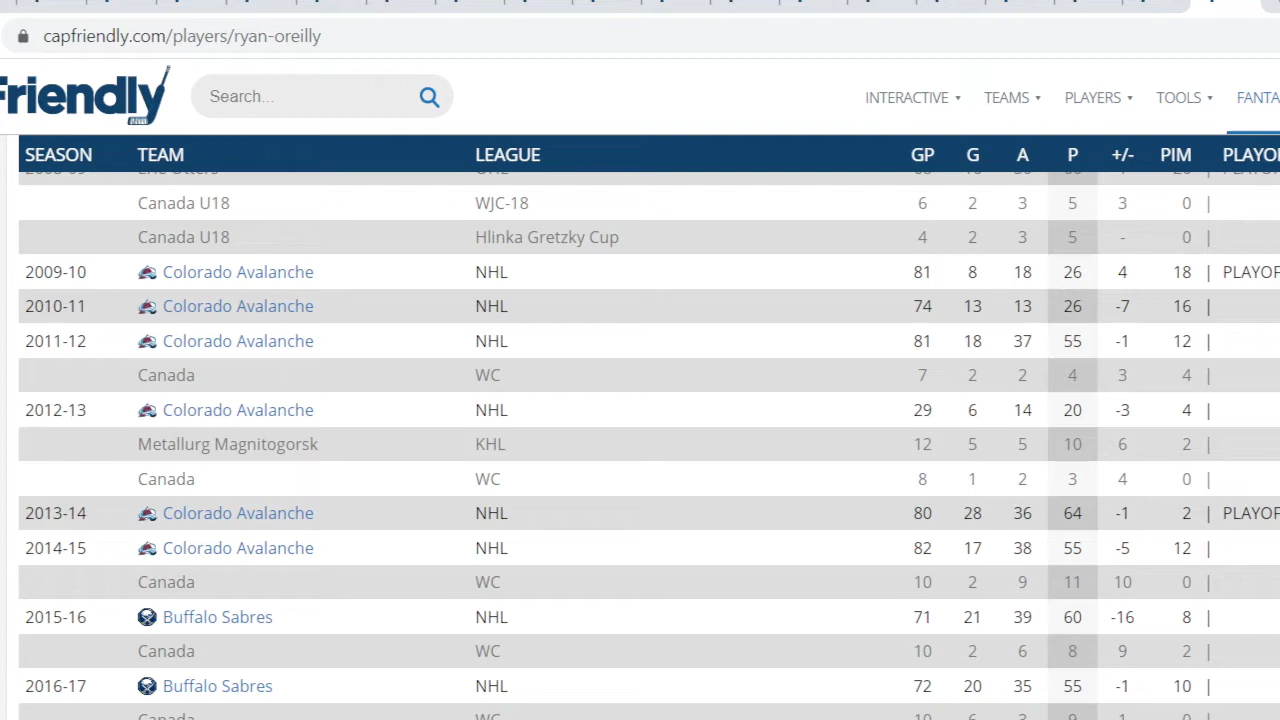 capfriendly.com/players/ryan-oreilly
Friendly Search... INTERACTIVE TEAMS PLAYERS TOOLS FANTA
SEASON TEAM LEAGUE GP G A P +/- PIM PLAYO
Canada U18 WJC-18 6 2 3 5 3 0 |
Canada U18 Hlinka Gretzky Cup 4 2 3 5 - 0 |
2009-10 Colorado Avalanche NHL 81 8 18 26 4 18 | PLAYOF
2010-11 Colorado Avalanche NHL 74 13 13 26 -7 16 |
2011-12 Colorado Avalanche NHL 81 18 37 55 -1 12 |
Canada WC 7 2 2 4 3 4 |
2012-13 Colorado Avalanche NHL 29 6 14 20 -3 4 |
Metallurg Magnitogorsk KHL 12 5 5 10 6 2 |
Canada WC 8 1 2 3 4 0 |
2013-14 Colorado Avalanche NHL 80 28 36 64 -1 2 | PLAYOF
2014-15 Colorado Avalanche NHL 82 17 38 55 -5 12 |
Canada WC 10 2 9 11 10 0 |
2015-16 Buffalo Sabres NHL 71 21 39 60 -16 8 |
Canada WC 10 2 6 8 9 2 |
2016-17 Buffalo Sabres NHL 72 20 35 55 -1 10 |